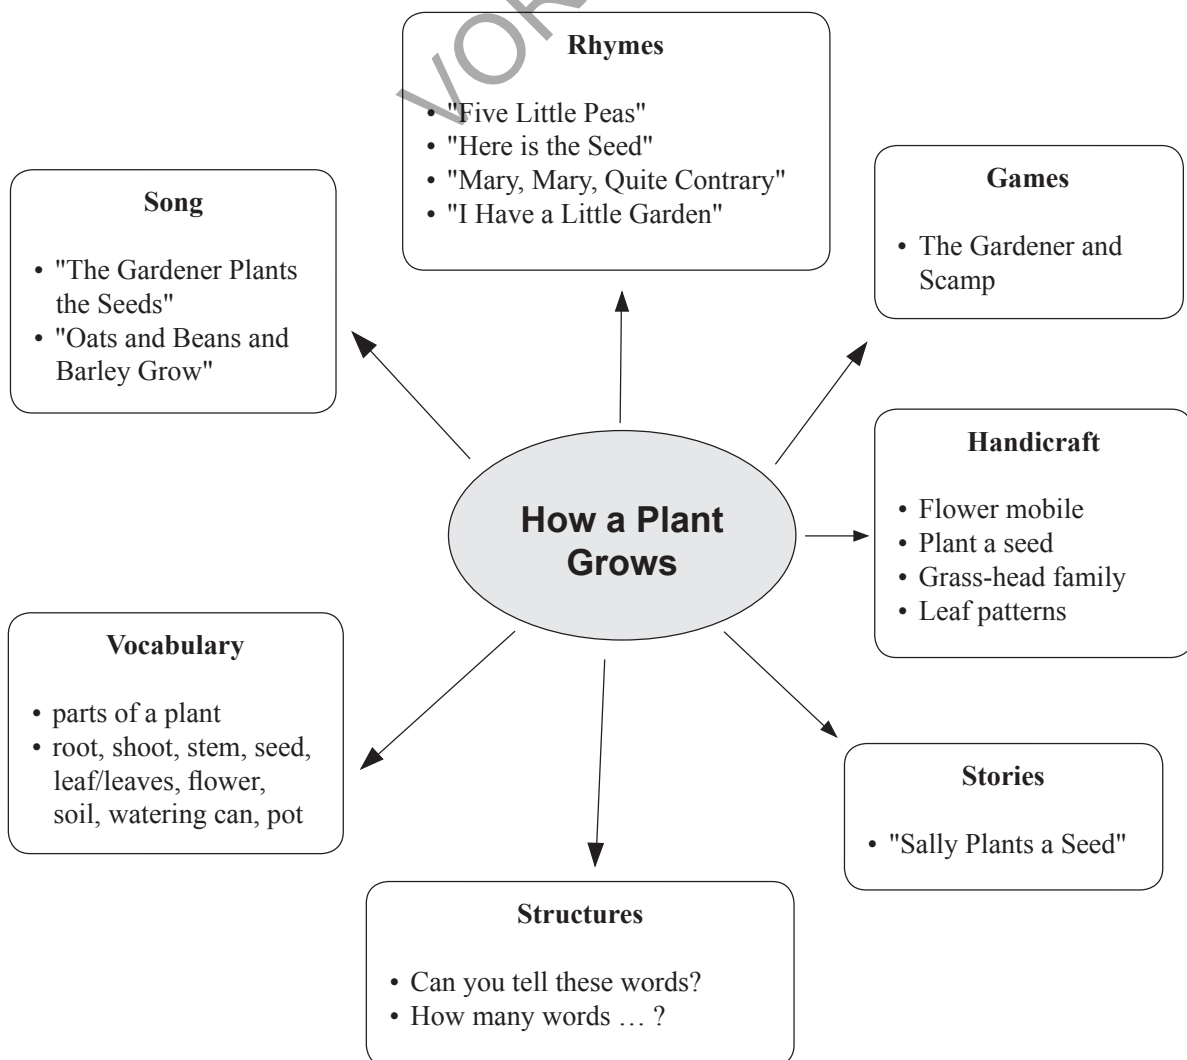 VOR
Rhymes
• "Five Little Peas"
• "Here is the Seed"
• "Mary, Mary, Quite Contrary"
• "I Have a Little Garden"
Games
• The Gardener and
Scamp
Song
• "The Gardener Plants
the Seeds"
• "Oats and Beans and
Barley Grow"
Handicraft
• Flower mobile
• Plant a seed
• Grass-head family
• Leaf patterns
How a Plant
Grows
Vocabulary
• parts of a plant
• root, shoot, stem, seed,
leaf/leaves, flower,
soil, watering can, pot
Stories
• "Sally Plants a Seed"
Structures
• Can you tell these words?
• How many words … ?